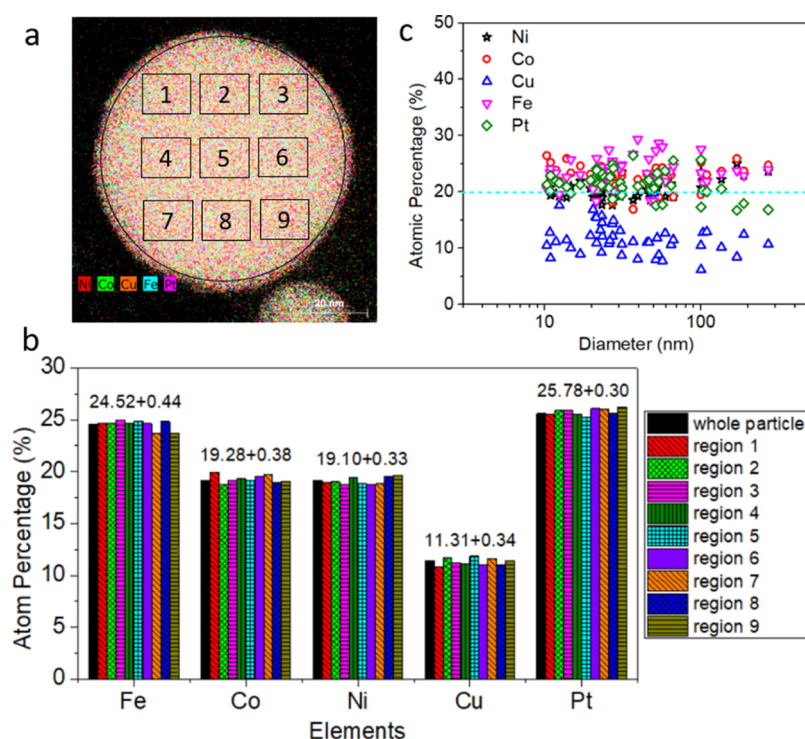 a
1 2 3
4 5 6
7 8 9
Ni Co Cu Fe Pt
20 nm
c
50
40
30
20
10
0
Atomic Percentage (%)
10 100
Diameter (nm)
Ni
Co
Cu
Fe
Pt
b
30
25
20
15
10
5
0
Atom Percentage (%)
24.52+0.44
19.28+0.38
19.10+0.33
11.31+0.34
25.78+0.30
Fe Co Ni Cu Pt
Elements
whole particle
region 1
region 2
region 3
region 4
region 5
region 6
region 7
region 8
region 9